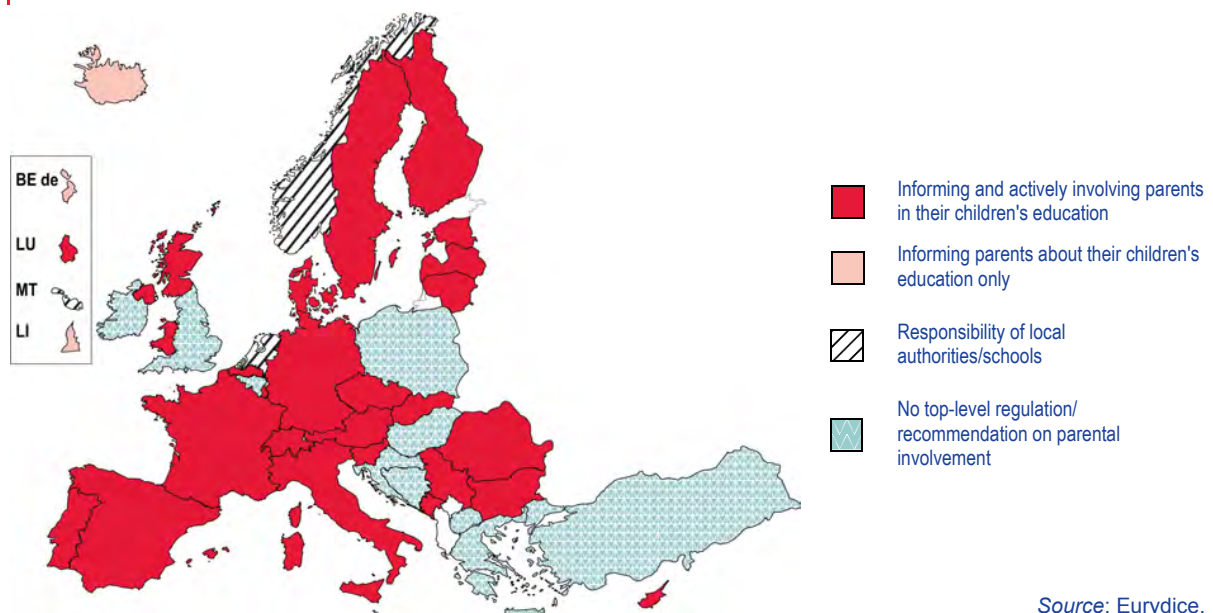 BE de
LU
MT
LI
Informing and actively involving parents
in their children's education
Informing parents about their children's
education only
Responsibility of local
authorities/schools
No top-level regulation/
recommendation on parental
involvement
Source: Eurydice.